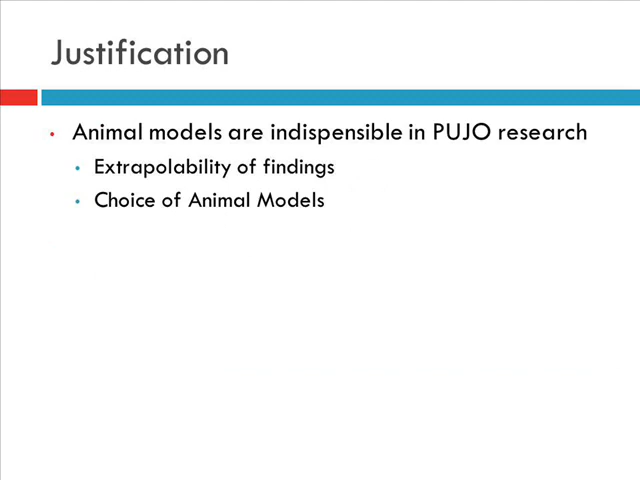 Justification
• Animal models are indispensible in PUJO research
• Extrapolability of findings
• Choice of Animal Models